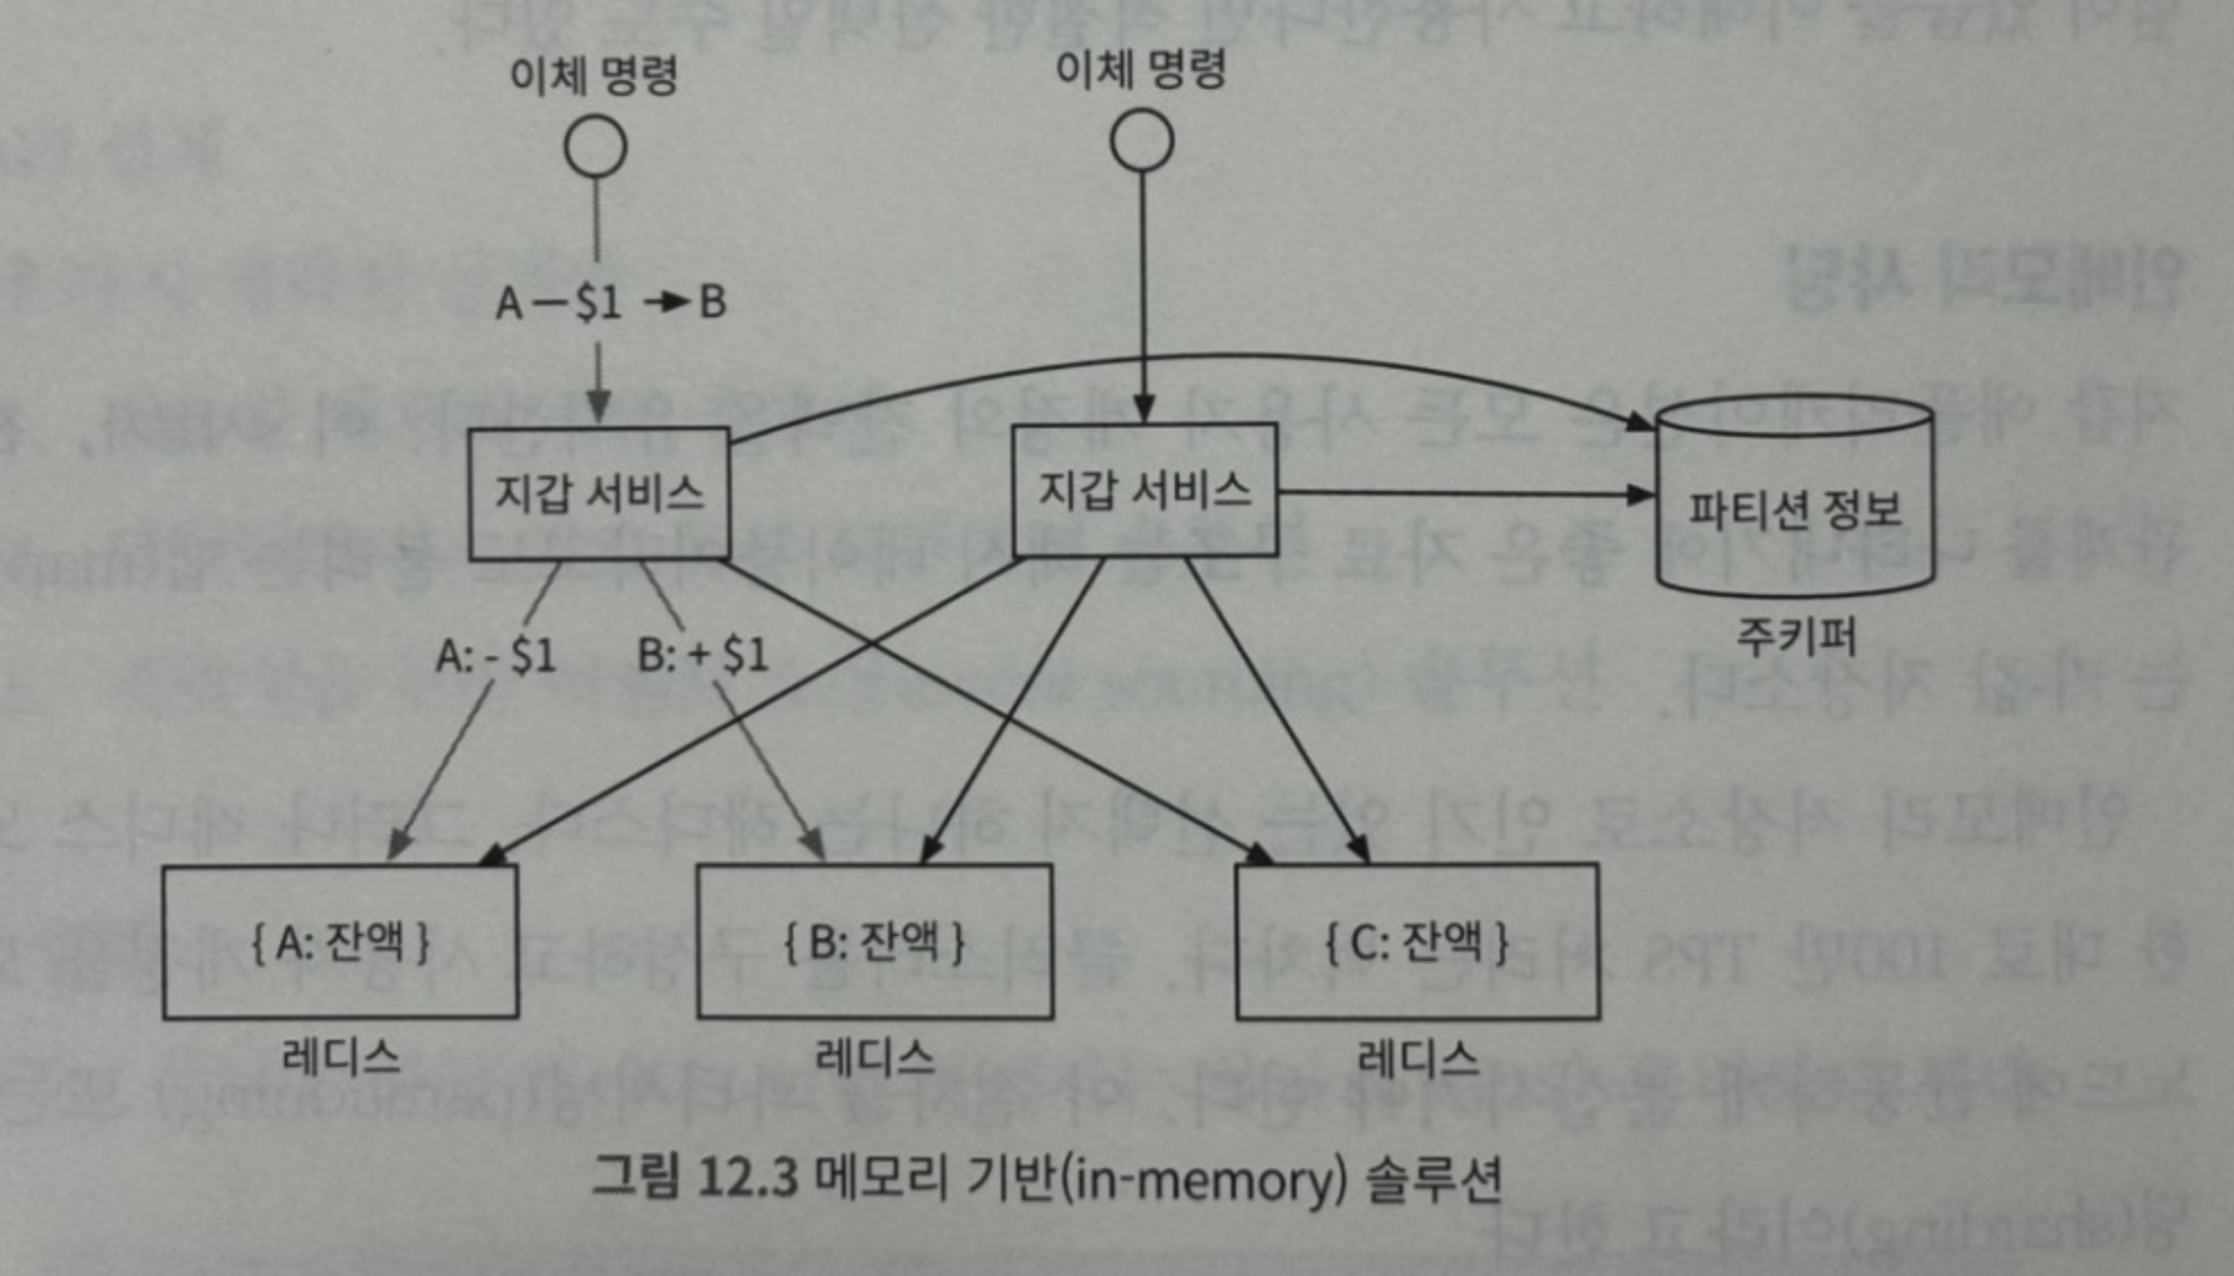 이체 명령
이체 명령
A — $1 → B
지갑 서비스
지갑 서비스
파티션 정보
주키퍼
A: - $1
B: + $1
{ A: 잔액 }
{ B: 잔액 }
{ C: 잔액 }
레디스
레디스
레디스
그림 12.3 메모리 기반(in-memory) 솔루션